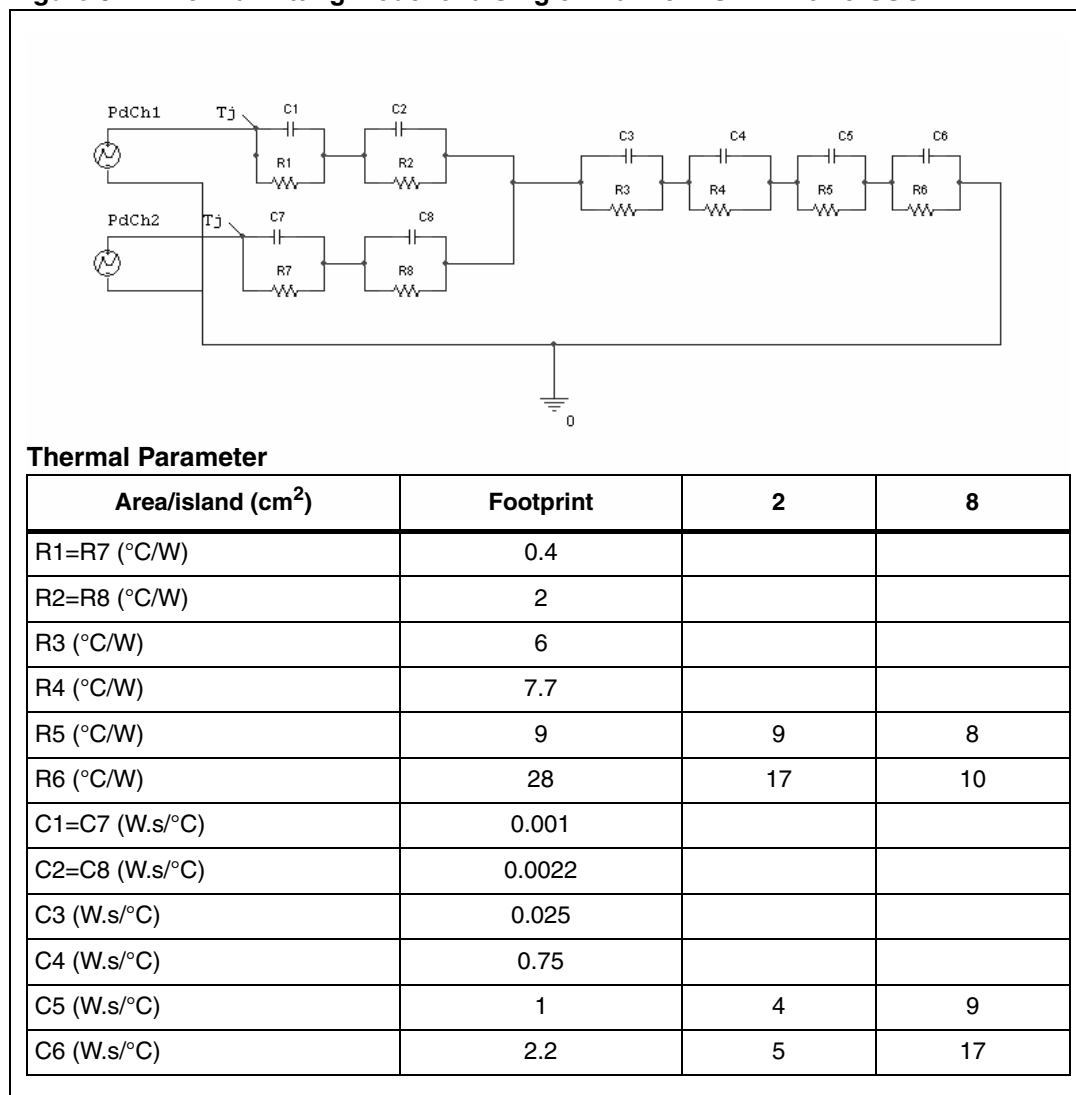 PdCh1 Tj C1 C2
R1 R2
C3 C4 C5 C6
R3 R4 R5 R6
PdCh2 Tj C7 C8
R7 R8
0
Thermal Parameter
Area/island (cm2) Footprint 2 8
R1=R7 (°C/W) 0.4
R2=R8 (°C/W) 2
R3 (°C/W) 6
R4 (°C/W) 7.7
R5 (°C/W) 9 9 8
R6 (°C/W) 28 17 10
C1=C7 (W.s/°C) 0.001
C2=C8 (W.s/°C) 0.0022
C3 (W.s/°C) 0.025
C4 (W.s/°C) 0.75
C5 (W.s/°C) 1 4 9
C6 (W.s/°C) 2.2 5 17